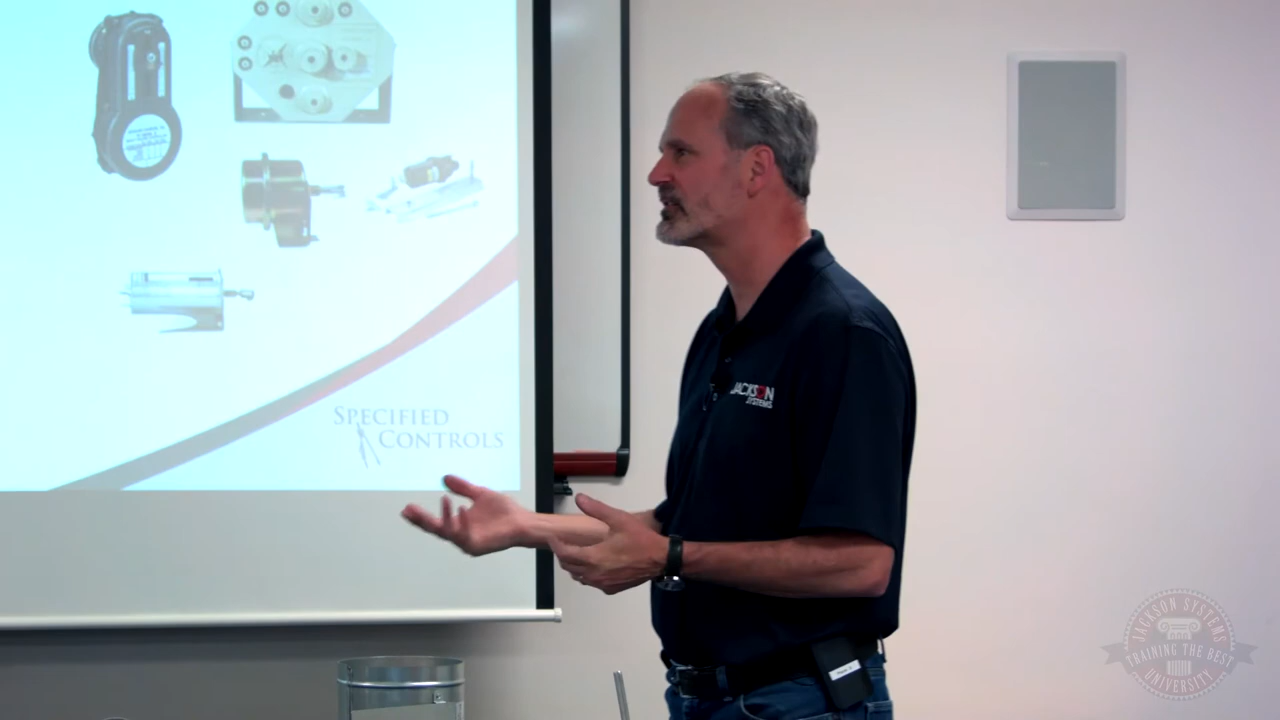 SPECIFIED
CONTROLS
JACKSON
SYSTEMS
JACKSON SYSTEMS
TRAINING THE BEST
UNIVERSITY